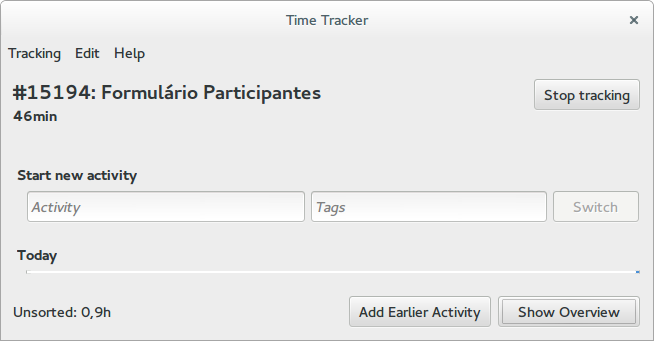 Time Tracker
Tracking Edit Help
#15194: Formulário Participantes
Stop tracking
46min
Start new activity
Activity
Tags
Switch
Today
Unsorted: 0,9h
Add Earlier Activity
Show Overview